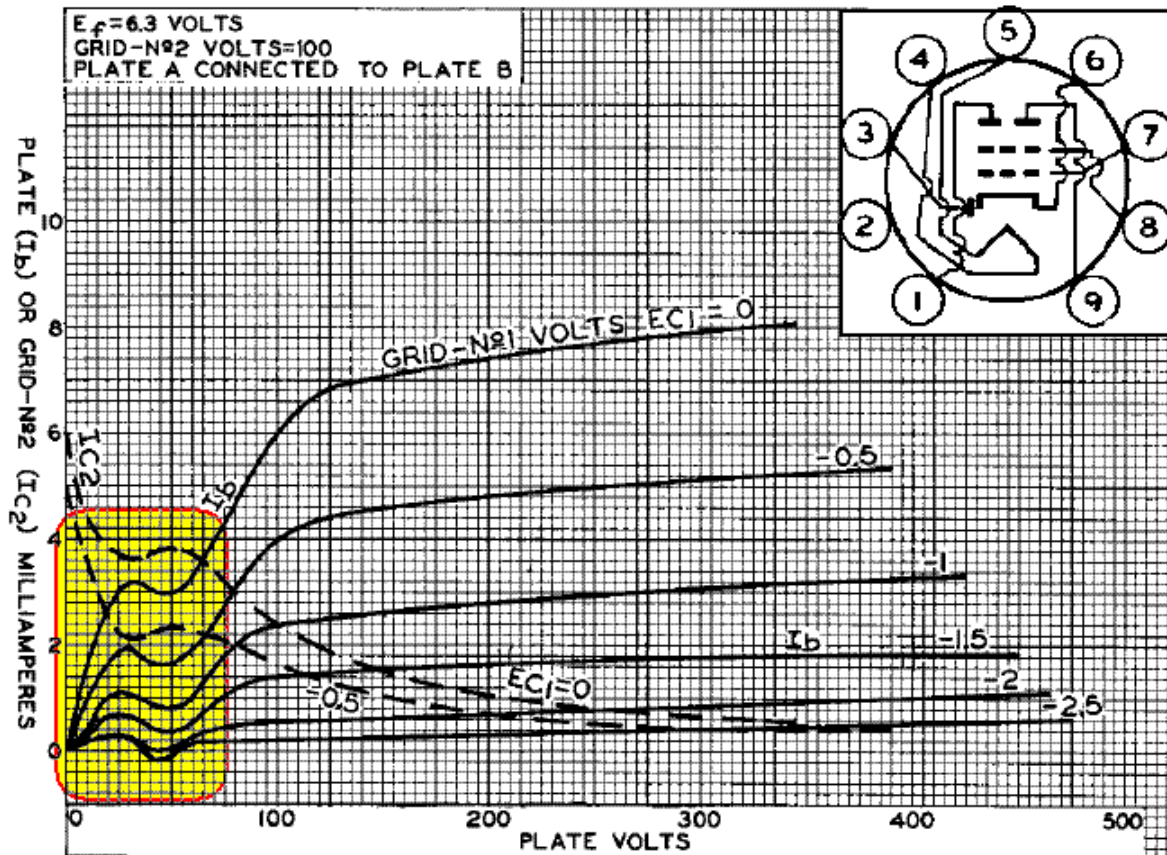 E f=6.3 VOLTS
GRID-Nº2 VOLTS=100
PLATE A CONNECTED TO PLATE B
5
4
6
3
7
2
8
1
9
PLATE (Ib) OR GRID-Nº2 (IC2) MILLIAMPERES
10
8
6
4
2
0
GRID-Nº1 VOLTS EC1 = 0
IC2
Ib
-0.5
-1
Ib
-1.5
EC1=0
-0.5
-2
-2.5
0
100
200
300
400
500
PLATE VOLTS